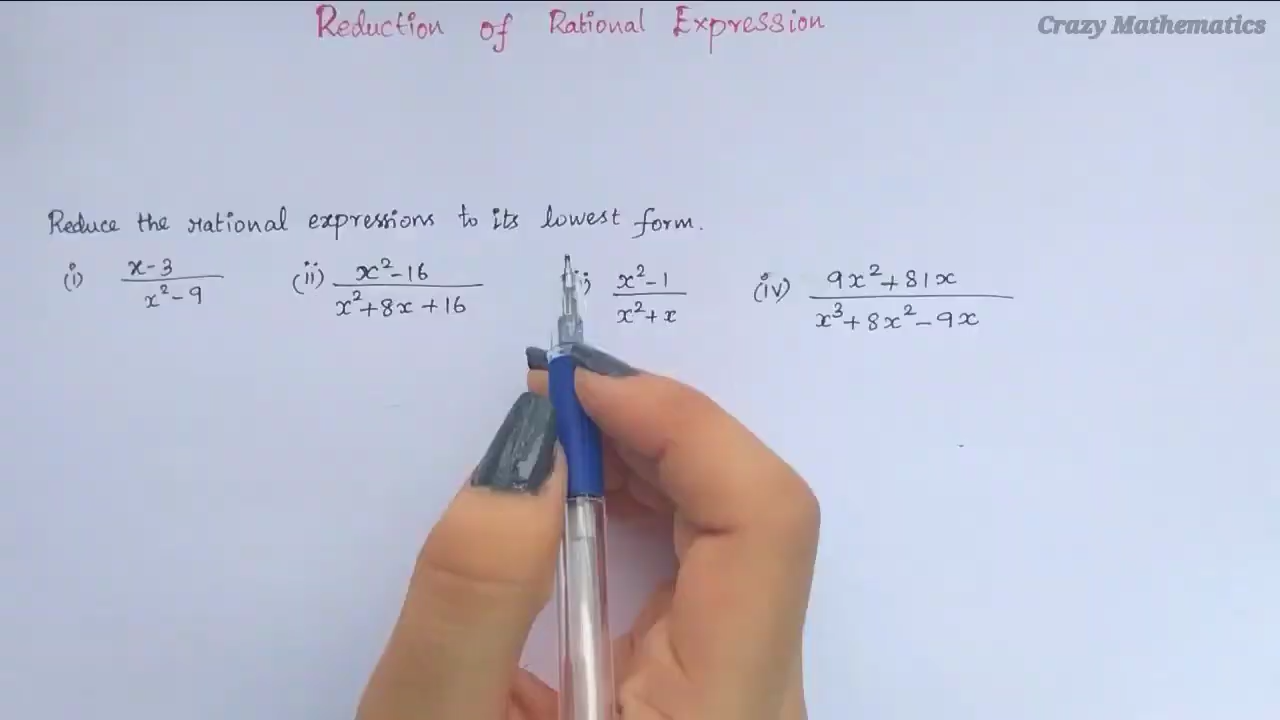 Reduction of Rational Expression
Crazy Mathematics
Reduce the rational expressions to its lowest form.
(i) x-3 / x²-9 (ii) x²-16 / x²+8x+16 i) x²-1 / x²+x (iv) 9x²+81x / x³+8x²-9x